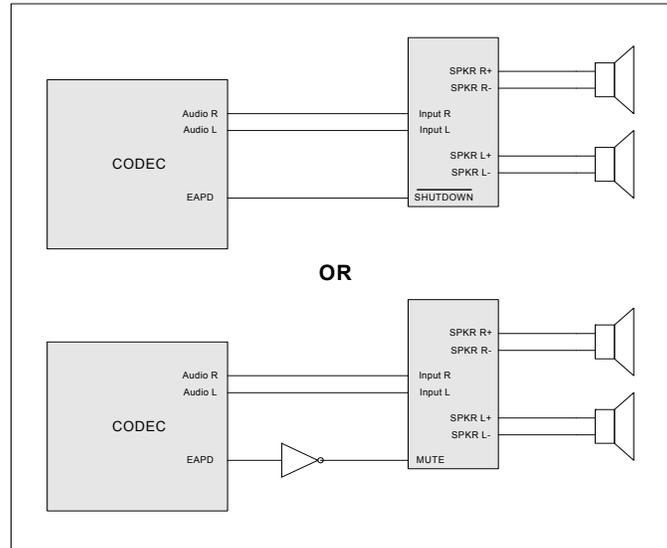 SPKR R+
SPKR R-
Audio R
Input R
Audio L
Input L
SPKR L+
CODEC
SPKR L-
EAPD
SHUTDOWN
OR
SPKR R+
SPKR R-
Audio R
Input R
Audio L
Input L
SPKR L+
CODEC
SPKR L-
EAPD
MUTE